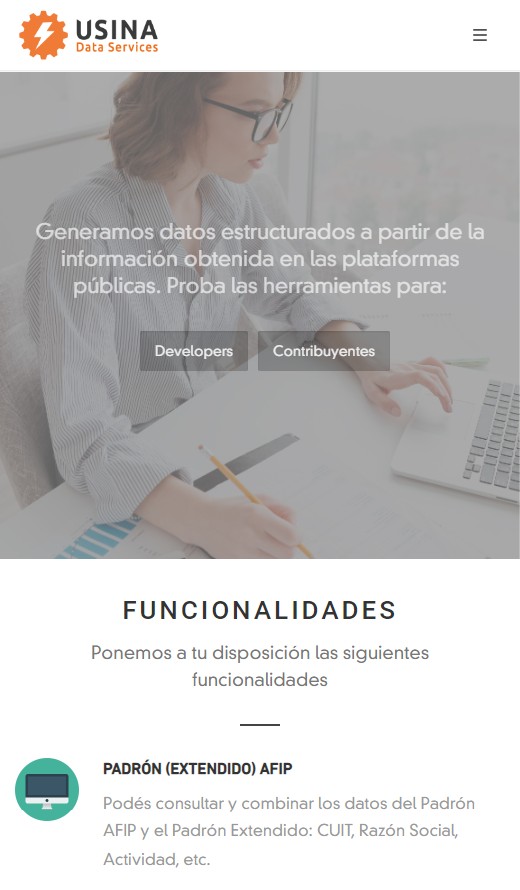 USINA
Data Services
Generamos datos estructurados a partir de la
información obtenida en las plataformas
públicas. Proba las herramientas para:
Developers
Contribuyentes
FUNCIONALIDADES
Ponemos a tu disposición las siguientes
funcionalidades
PADRÓN (EXTENDIDO) AFIP
Podés consultar y combinar los datos del Padrón
AFIP y el Padrón Extendido: CUIT, Razón Social,
Actividad, etc.